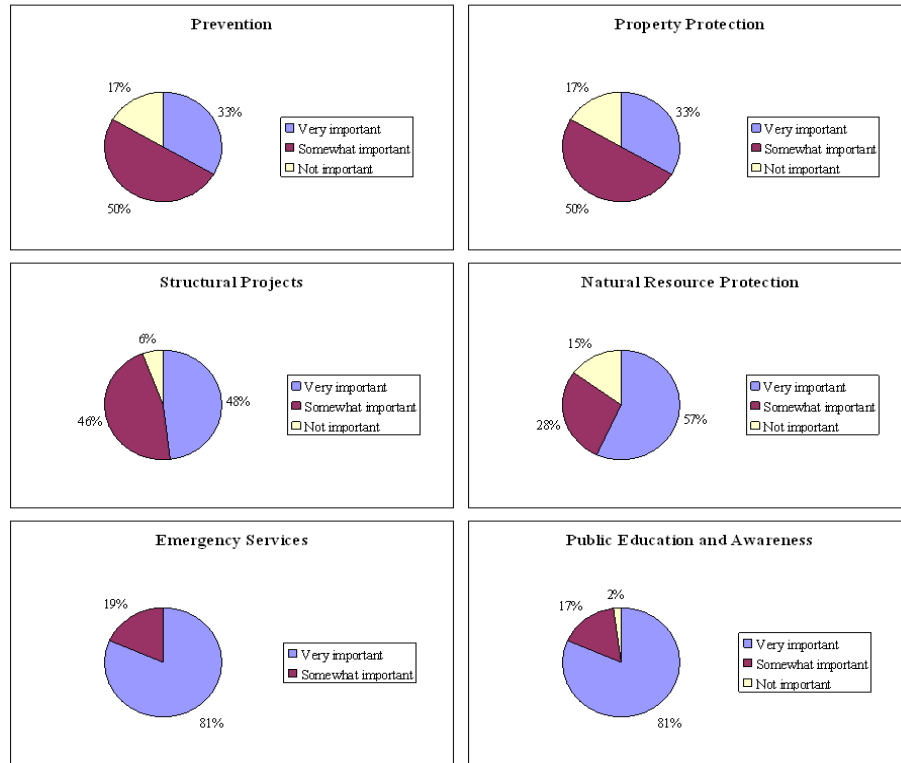 Prevention
17%
33%
50%
Very important
Somewhat important
Not important
Property Protection
17%
33%
50%
Very important
Somewhat important
Not important
Structural Projects
6%
48%
46%
Very important
Somewhat important
Not important
Natural Resource Protection
15%
57%
28%
Very important
Somewhat important
Not important
Emergency Services
19%
81%
Very important
Somewhat important
Public Education and Awareness
2%
17%
81%
Very important
Somewhat important
Not important